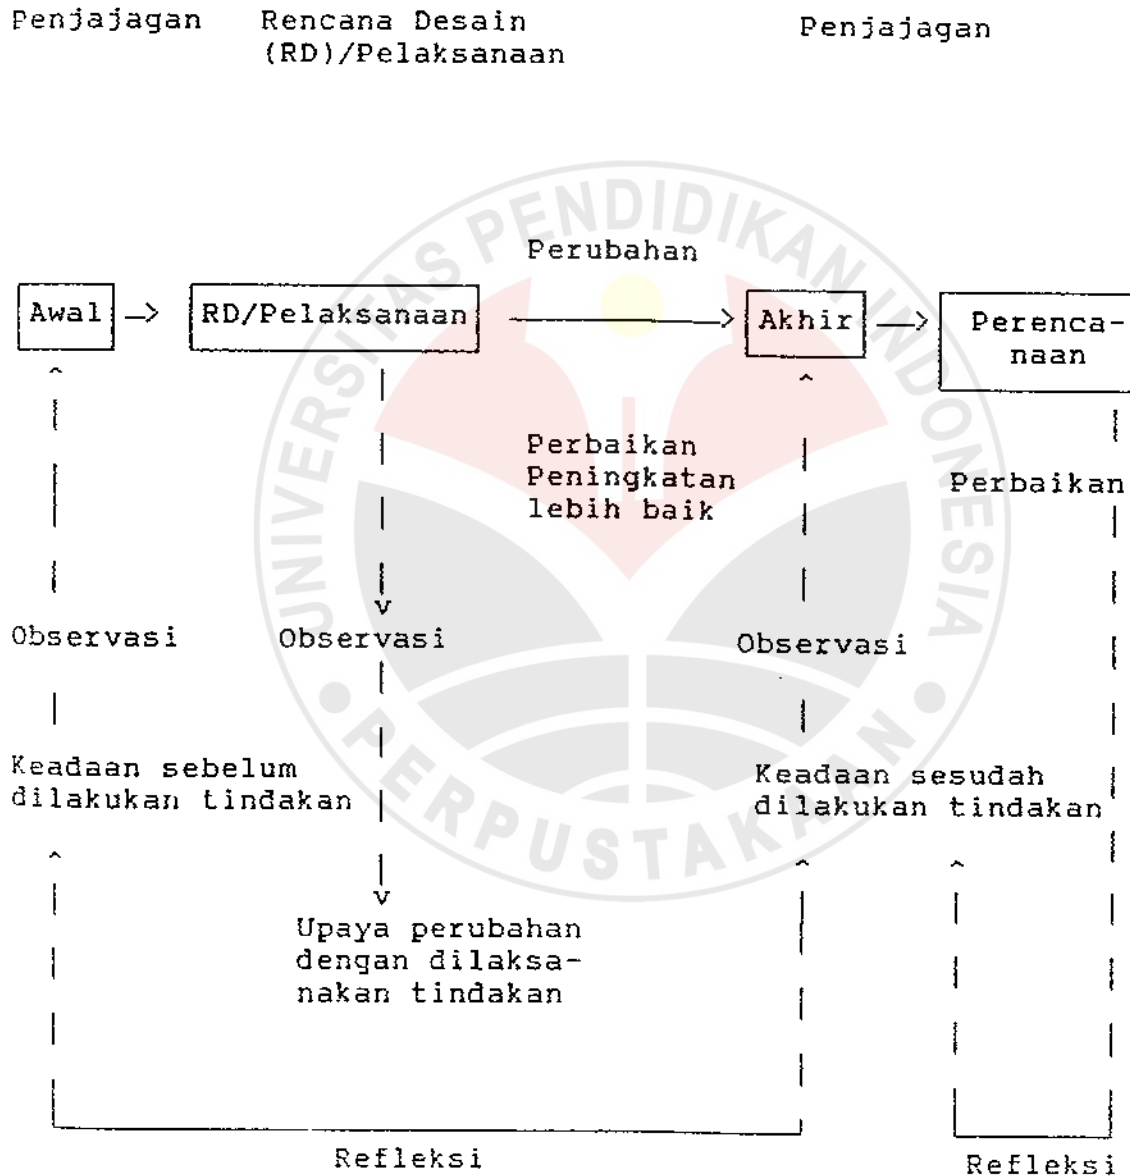 Penjajagan
Rencana Desain
(RD)/Pelaksanaan
Penjajagan
UNIVERSITAS PENDIDIKAN INDONESIA
PERPUSTAKAAN
Perubahan
Awal
RD/Pelaksanaan
Akhir
Perenca-
naan
Perbaikan
Peningkatan
lebih baik
Perbaikan
Observasi
Observasi
Observasi
Keadaan sebelum
dilakukan tindakan
Keadaan sesudah
dilakukan tindakan
Upaya perubahan
dengan dilaksa-
nakan tindakan
Refleksi
Refleksi